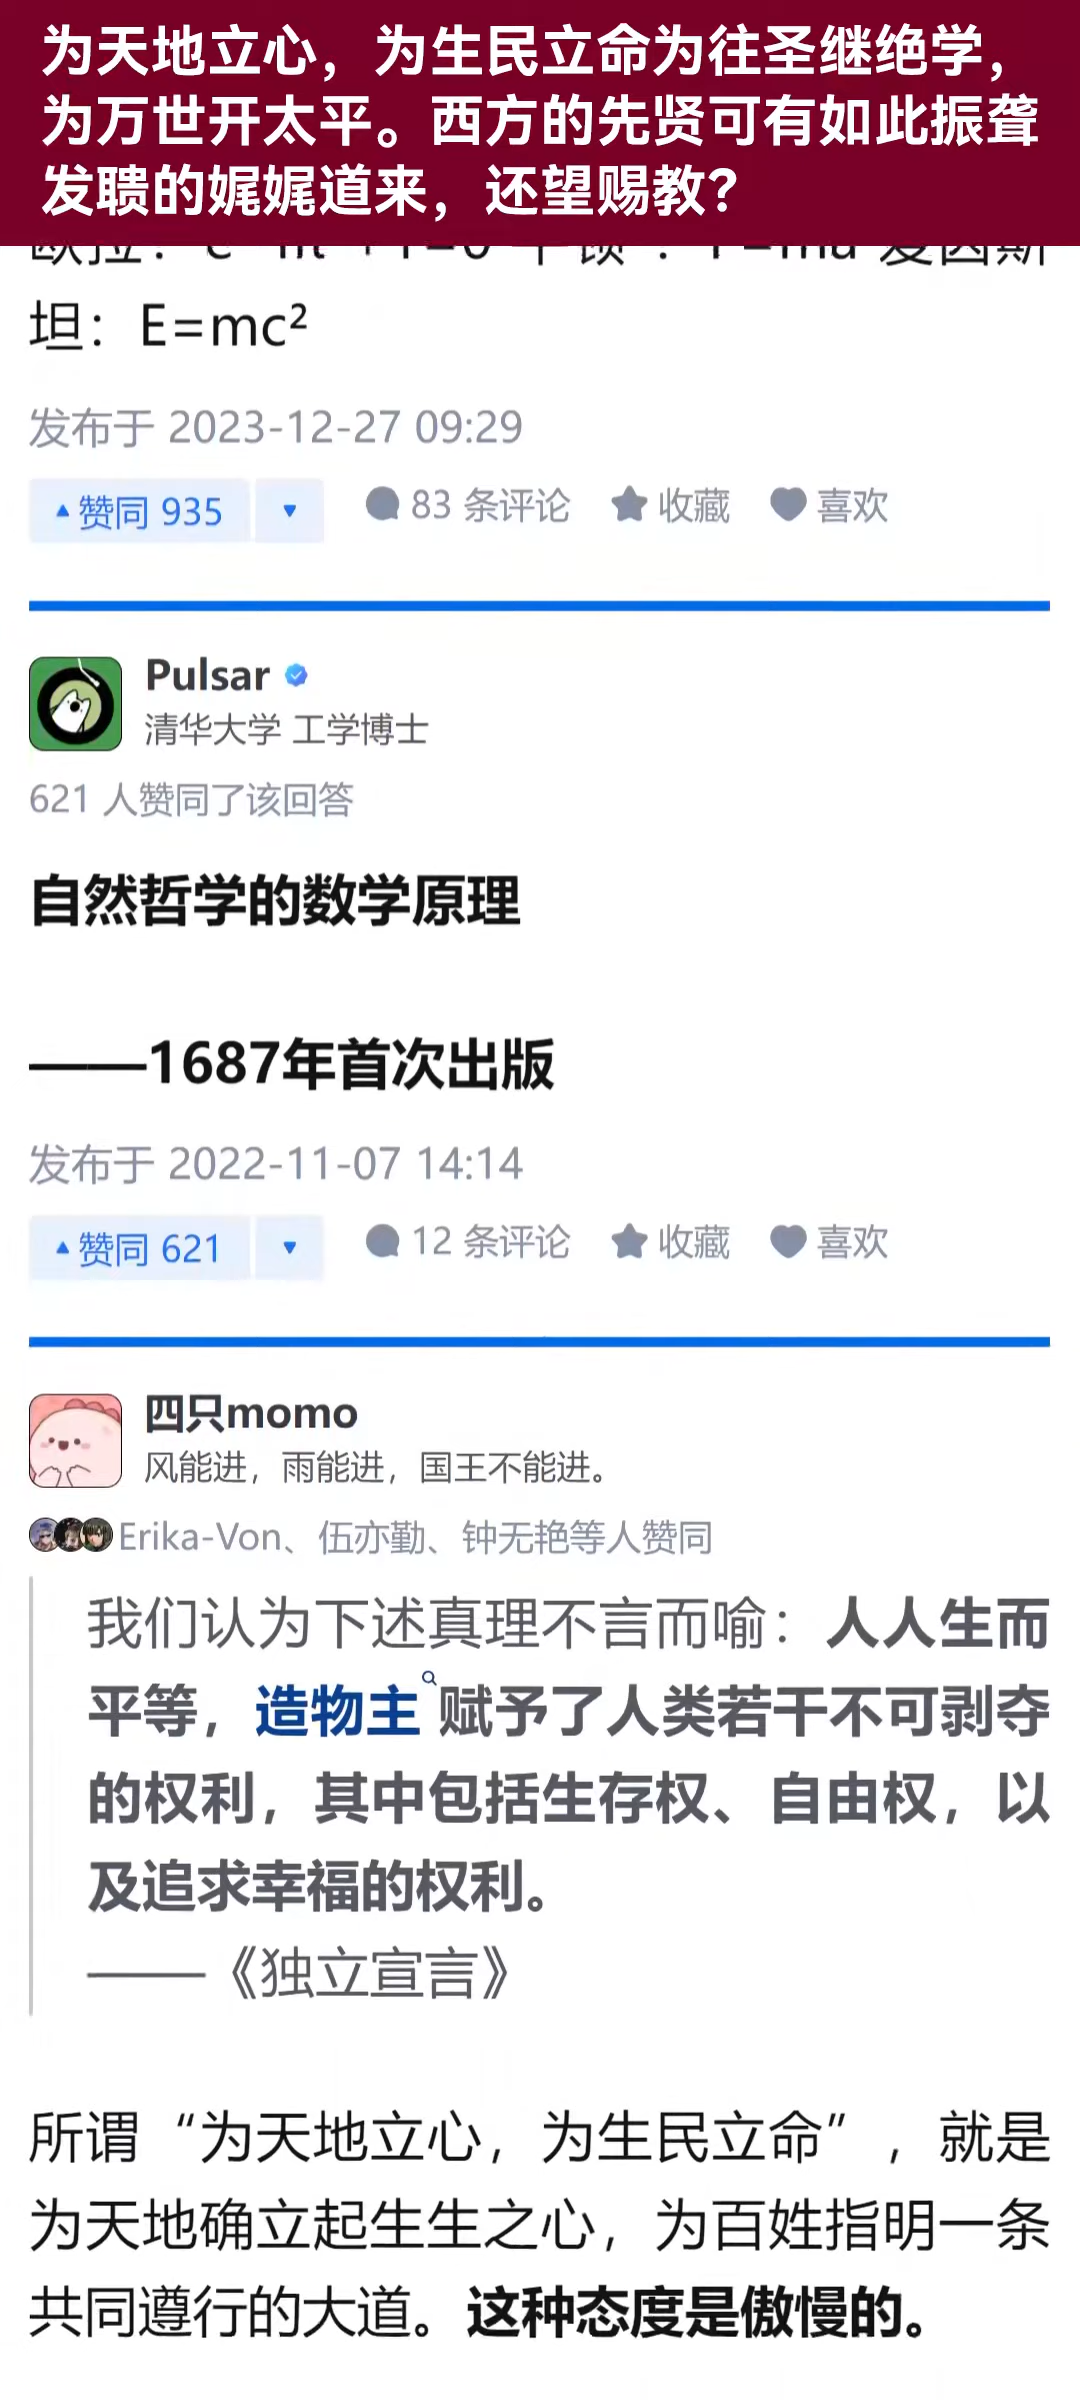 为天地立心，为生民立命为往圣继绝学，
为万世开太平。西方的先贤可有如此振聋
发聩的娓娓道来，还望赐教？
坦：E=mc²
发布于 2023-12-27 09:29
赞同 935 83 条评论 收藏 喜欢
Pulsar
清华大学 工学博士
621 人赞同了该回答
自然哲学的数学原理
——1687年首次出版
发布于 2022-11-07 14:14
赞同 621 12 条评论 收藏 喜欢
四只momo
风能进，雨能进，国王不能进。
Erika-Von、伍亦勤、钟无艳等人赞同
我们认为下述真理不言而喻：人人生而
平等，造物主赋予了人类若干不可剥夺
的权利，其中包括生存权、自由权，以
及追求幸福的权利。
——《独立宣言》
所谓“为天地立心，为生民立命”，就是
为天地确立起生生之心，为百姓指明一条
共同遵行的大道。这种态度是傲慢的。